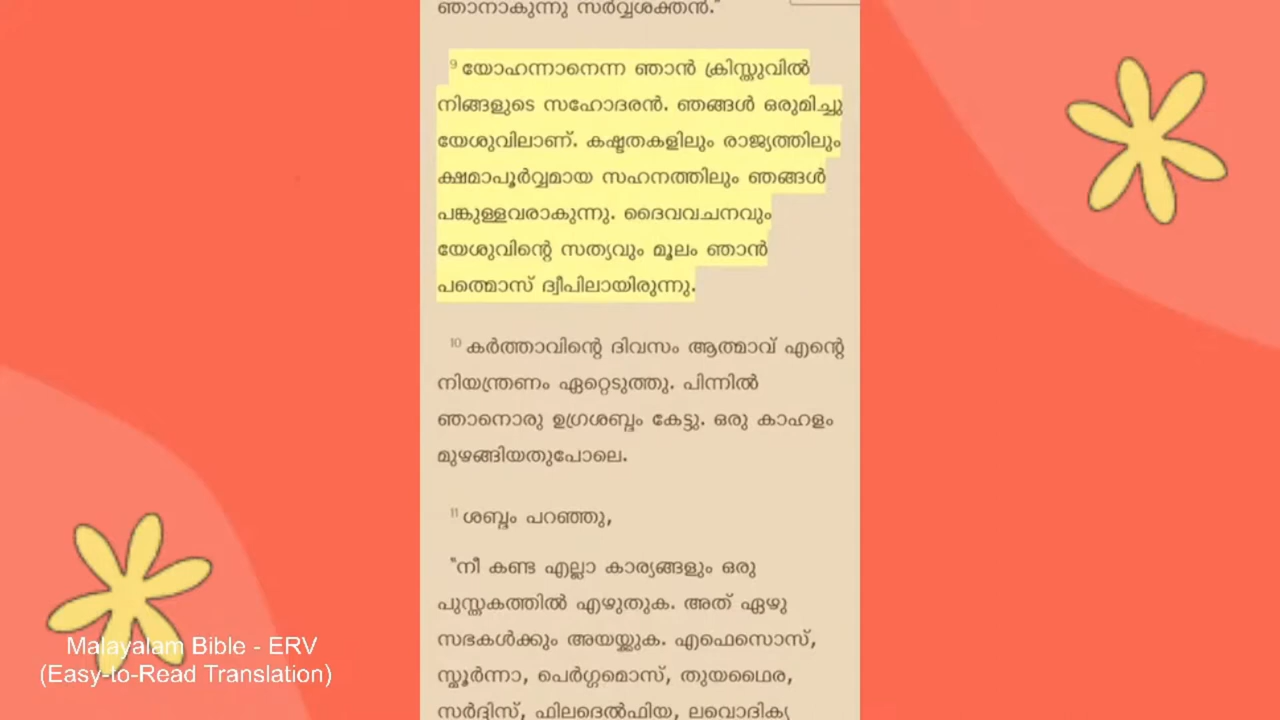 ഞാനാകുന്നു സർവ്വശക്തൻ."
9 യോഹന്നാനെന്ന ഞാൻ ക്രിസ്തുവിൽ
നിങ്ങളുടെ സഹോദരൻ. ഞങ്ങൾ ഒരുമിച്ചു
യേശുവിലാണ്. കഷ്ടതകളിലും രാജ്യത്തിലും
ക്ഷമാപൂർവ്വമായ സഹനത്തിലും ഞങ്ങൾ
പങ്കുള്ളവരാകുന്നു. ദൈവവചനവും
യേശുവിന്റെ സത്യവും മൂലം ഞാൻ
പത്മൊസ് ദ്വീപിലായിരുന്നു.
10 കർത്താവിന്റെ ദിവസം ആത്മാവ് എന്റെ
നിയന്ത്രണം ഏറ്റെടുത്തു. പിന്നിൽ
ഞാനൊരു ഉഗ്രശബ്ദം കേട്ടു. ഒരു കാഹളം
മുഴങ്ങിയതുപോലെ.
11 ശബ്ദം പറഞ്ഞു,
"നീ കണ്ട എല്ലാ കാര്യങ്ങളും ഒരു
പുസ്തകത്തിൽ എഴുതുക. അത് ഏഴു
സഭകൾക്കും അയയ്ക്കുക. എഫെസൊസ്,
സ്മൂർന്നാ, പെർഗ്ഗമൊസ്, തുയഥൈര,
സർദ്ദിസ്, ഫിലദെൽഫിയ, ലവൊദിക്യ
Malayalam Bible - ERV
(Easy-to-Read Translation)